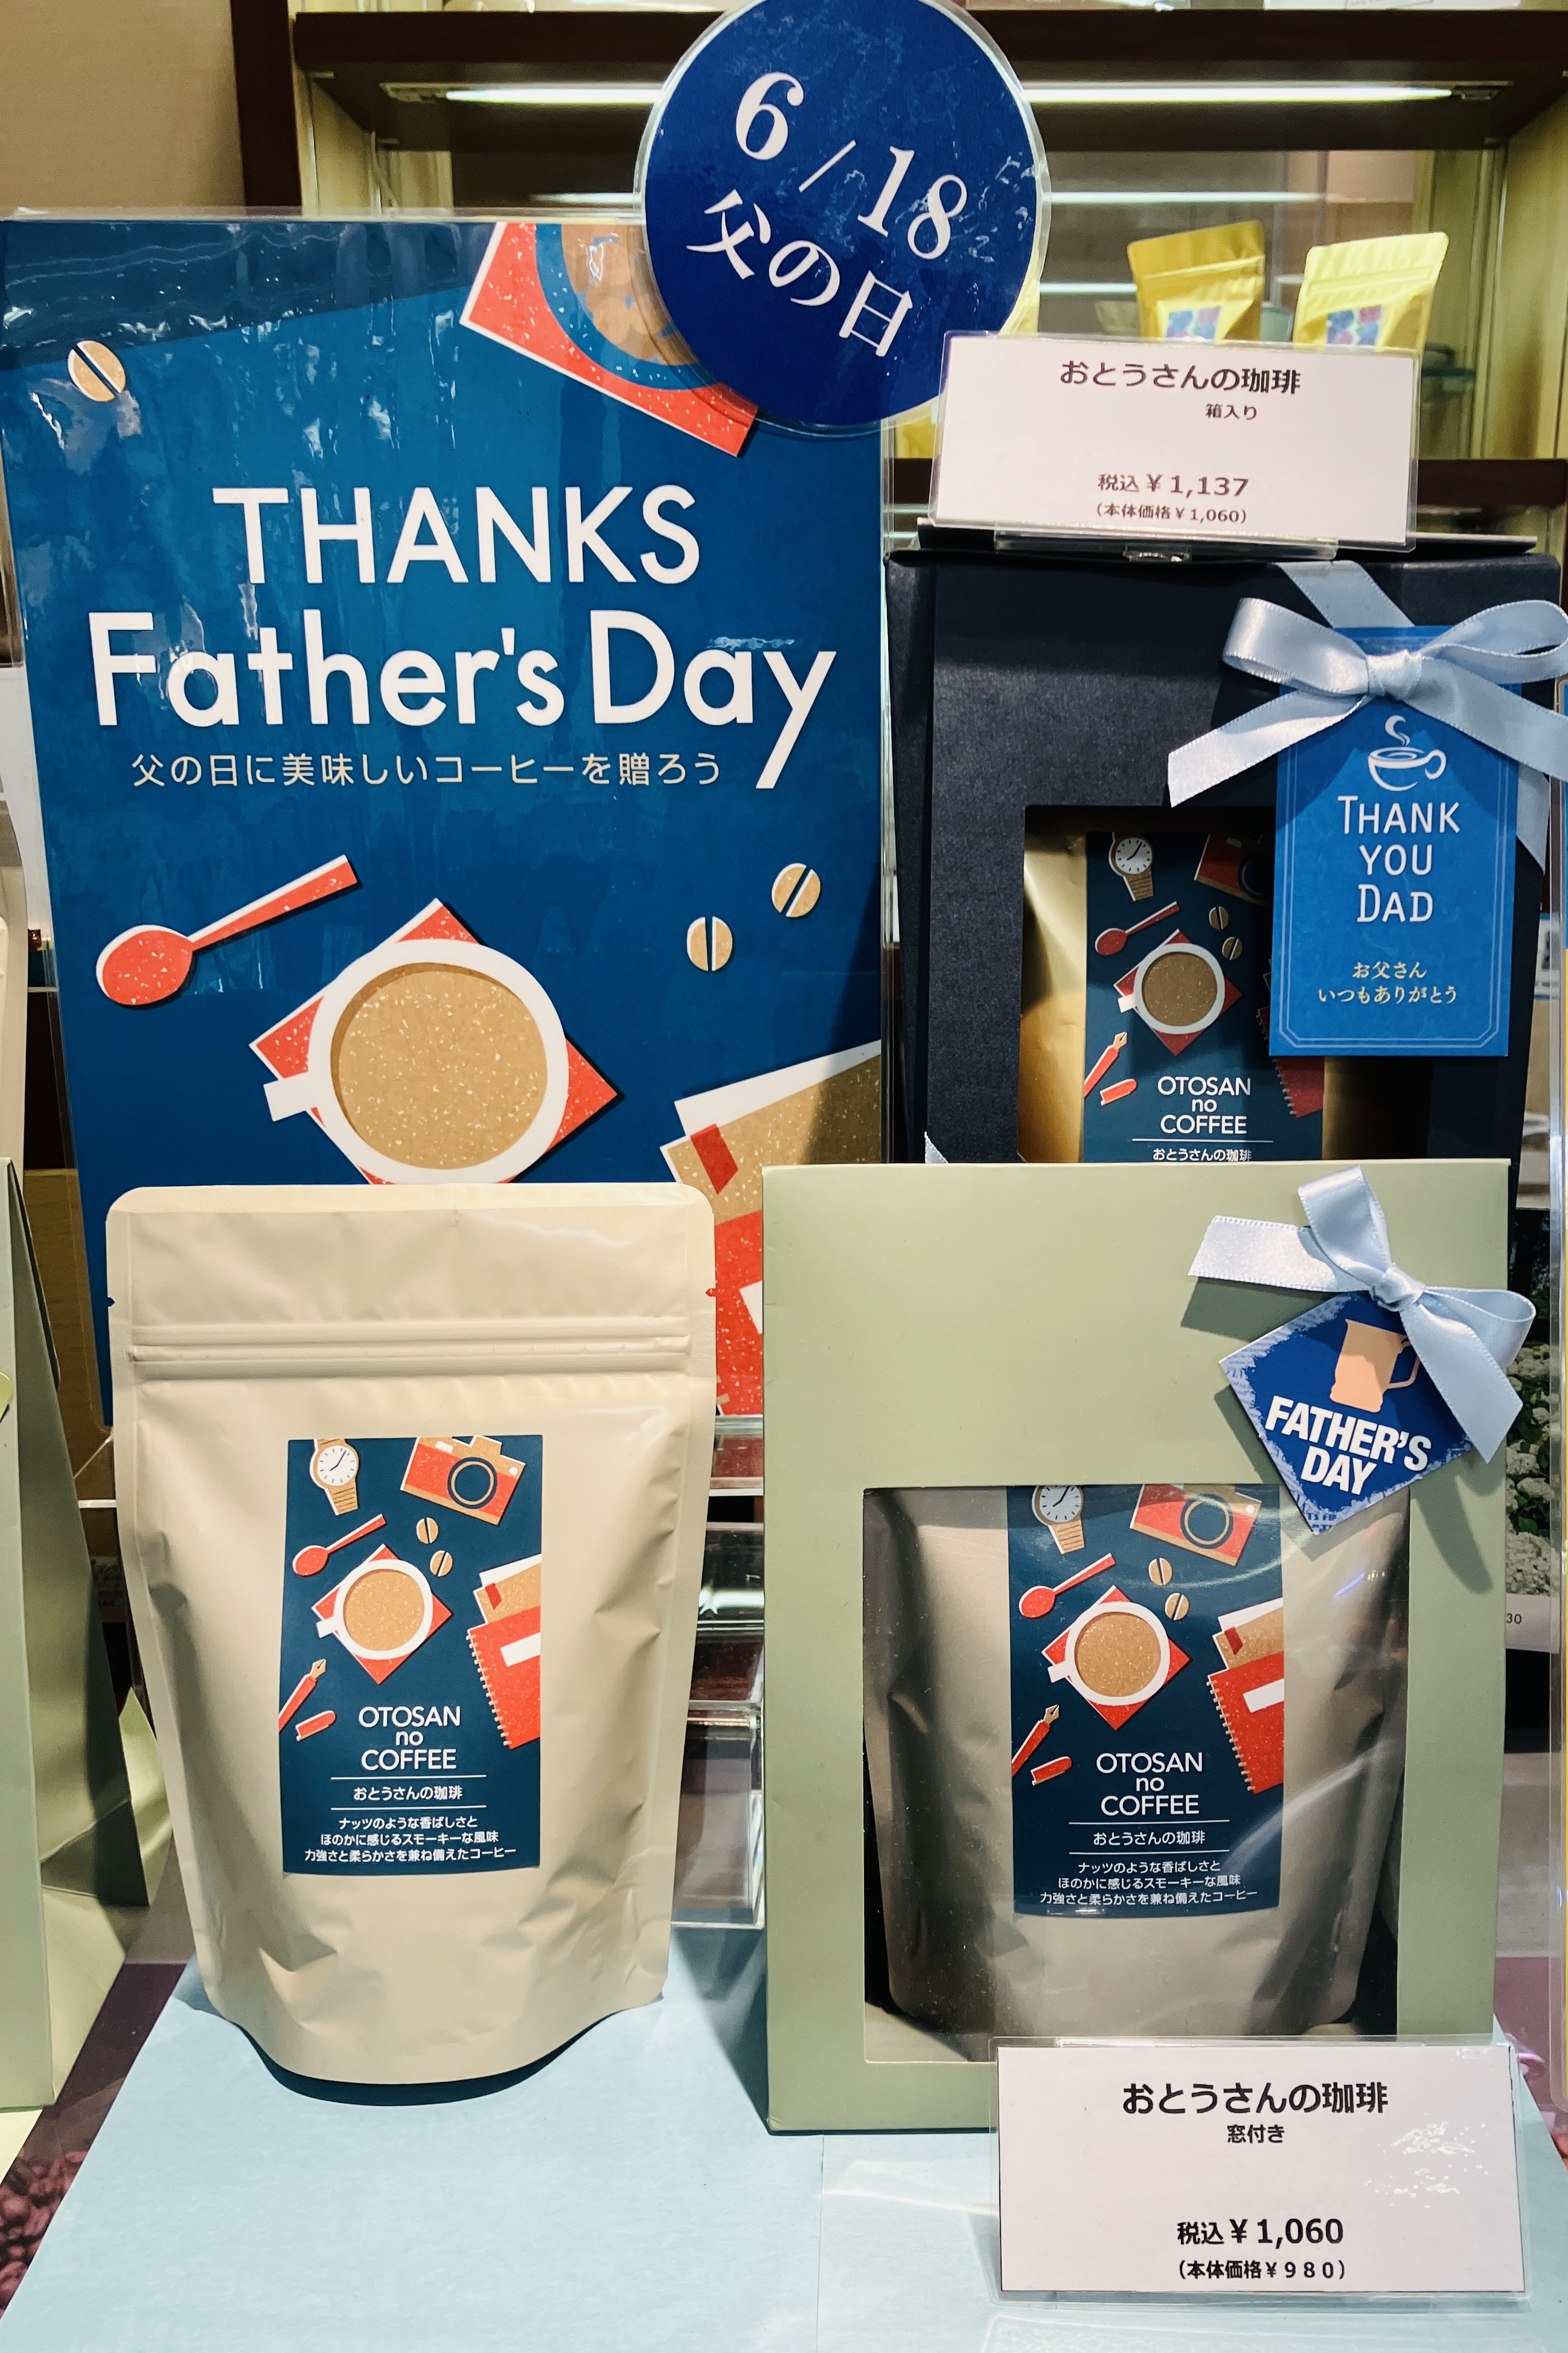 6/18
父の日
THANKS
Father's Day
父の日に美味しいコーヒーを贈ろう
おとうさんの珈琲
箱入り
税込¥1,137
(本体価格¥1,060)
THANK
YOU
DAD
お父さん
いつもありがとう
OTOSAN
no
COFFEE
おとうさんの珈琲
FATHER'S
DAY
OTOSAN
no
COFFEE
おとうさんの珈琲
ナッツのような香ばしさと
ほのかに感じるスモーキーな風味
力強さと柔らかさを兼ね備えたコーヒー
OTOSAN
no
COFFEE
おとうさんの珈琲
ナッツのような香ばしさと
ほのかに感じるスモーキーな風味
力強さと柔らかさを兼ね備えたコーヒー
30
おとうさんの珈琲
窓付き
税込¥1,060
(本体価格¥980)